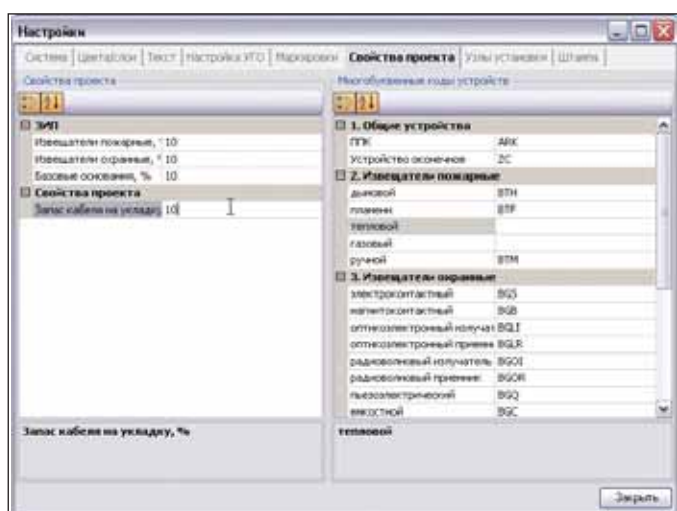 Настройки
Система Цвета/слои Текст Настройка УГО Маркировки Свойства проекта Узлы установки Штампы
Свойства проекта
ЗИП
Извещатели пожарные, 10
Извещатели охранные, 10
Базовые основания, % 10
Свойства проекта
Запас кабеля на укладку, 10
Запас кабеля на укладку, %
Многобуквенные коды устройств
1. Общие устройства
ППК ARK
Устройство оконечное ZC
2. Извещатели пожарные
дымовой BTH
пламени BTF
тепловой
газовый
ручной BTM
3. Извещатели охранные
электроконтактный BGS
магнитоконтактный BGB
оптикоэлектронный излучат BGLI
оптикоэлектронный приемни BGLR
радиоволновый излучатель BGOI
радиоволновый приемник BGOR
пьезоэлектрический BGQ
емкостной BGC
тепловой
Закрыть